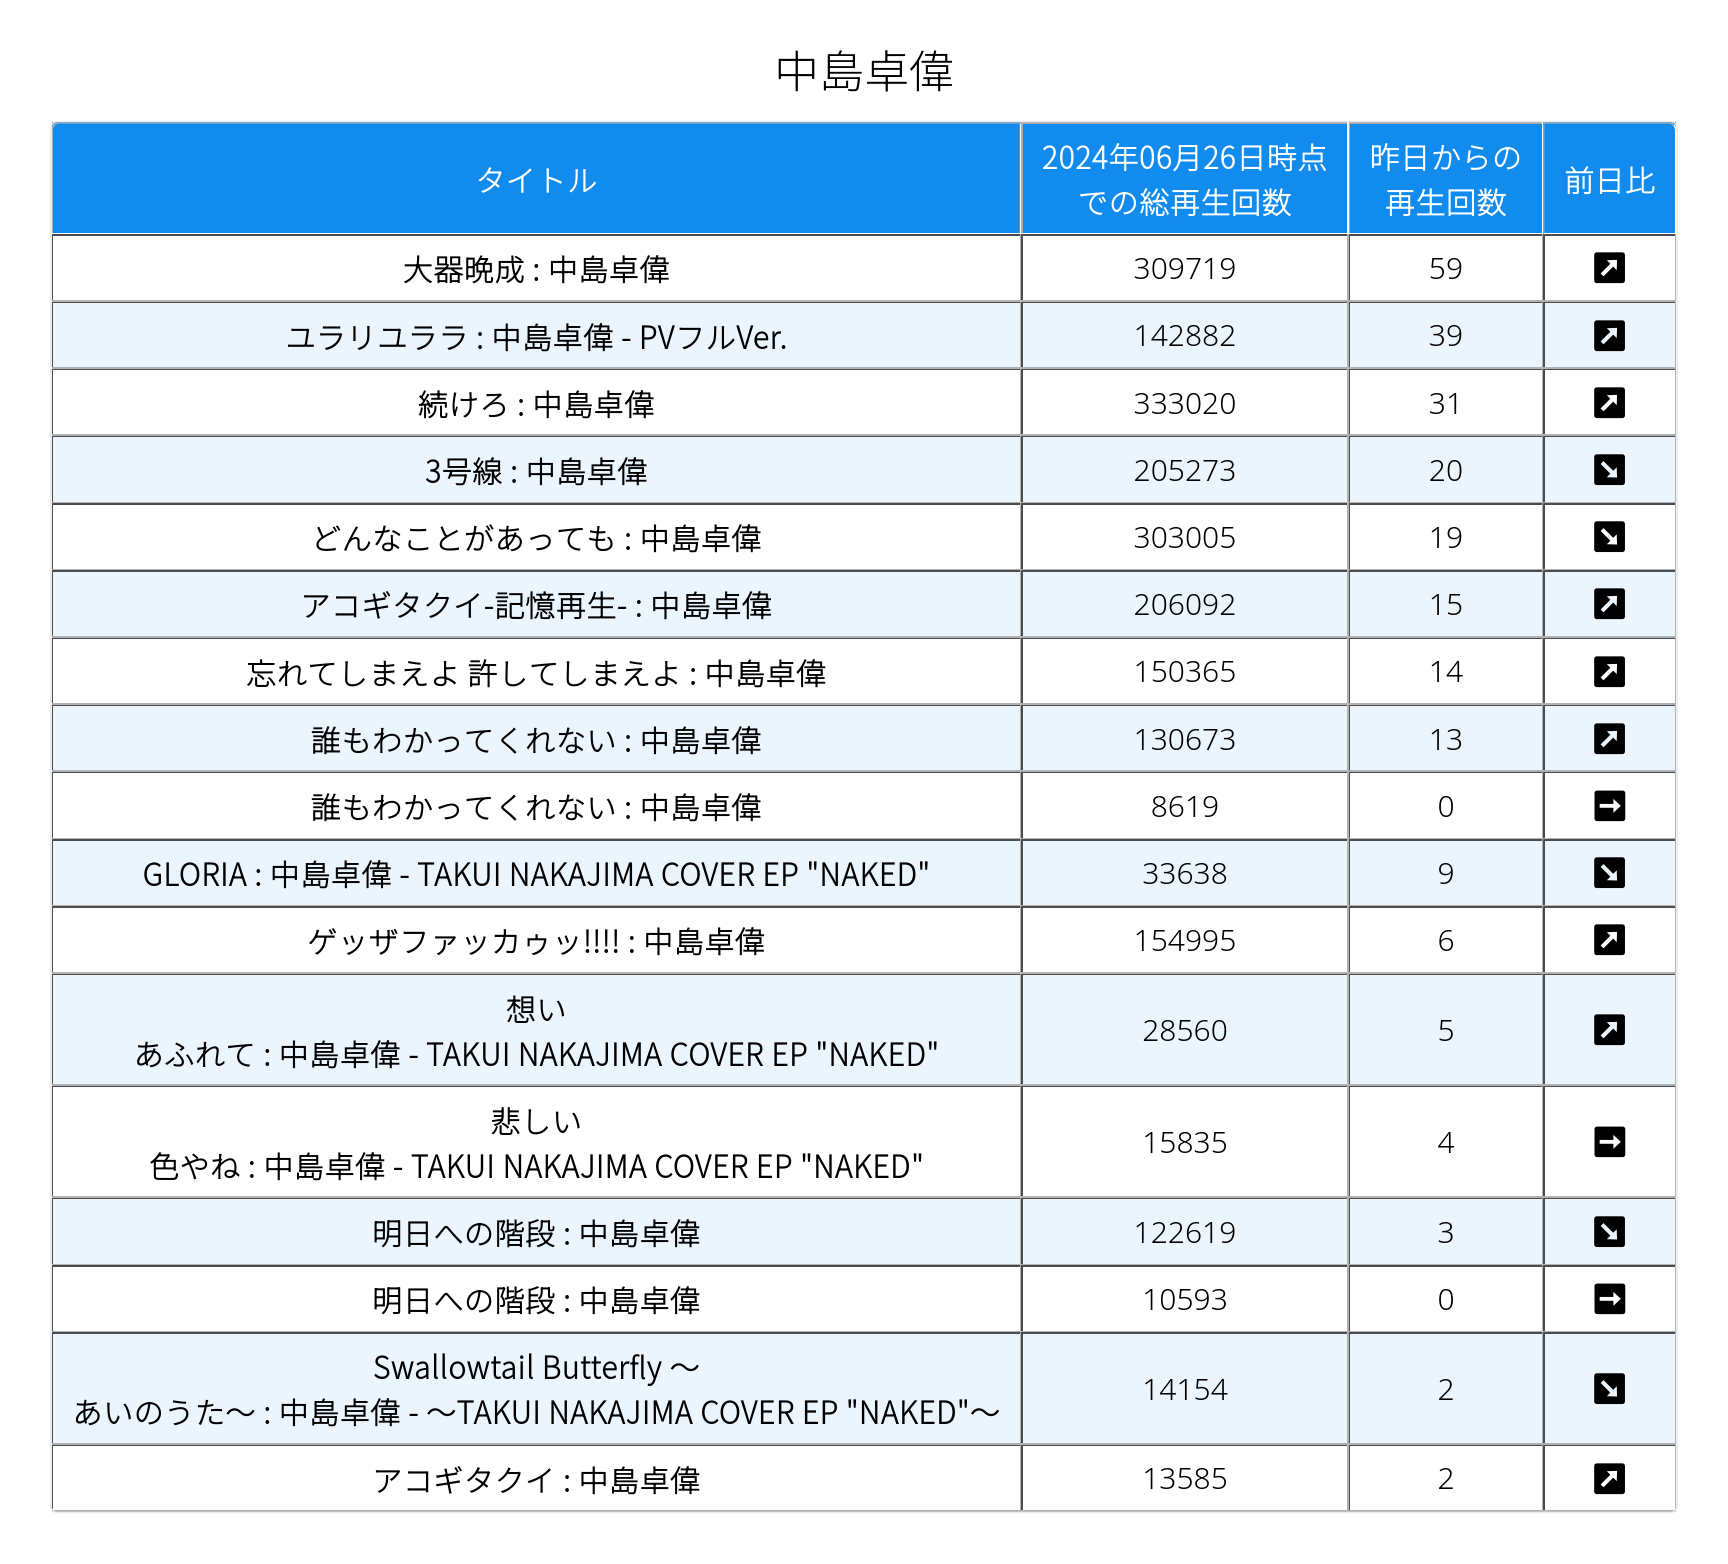 中島卓偉
タイトル
2024年06月26日時点
での総再生回数
昨日からの
再生回数
前日比
大器晩成 : 中島卓偉 309719 59 ↗
ユラリユララ : 中島卓偉 - PVフルVer. 142882 39 ↗
続けろ : 中島卓偉 333020 31 ↗
3号線 : 中島卓偉 205273 20 ↘
どんなことがあっても : 中島卓偉 303005 19 ↘
アコギタクイ-記憶再生- : 中島卓偉 206092 15 ↗
忘れてしまえよ 許してしまえよ : 中島卓偉 150365 14 ↗
誰もわかってくれない : 中島卓偉 130673 13 ↗
誰もわかってくれない : 中島卓偉 8619 0 →
GLORIA : 中島卓偉 - TAKUI NAKAJIMA COVER EP "NAKED" 33638 9 ↘
ゲッザファッカゥッ!!!! : 中島卓偉 154995 6 ↗
想い
あふれて : 中島卓偉 - TAKUI NAKAJIMA COVER EP "NAKED" 28560 5 ↗
悲しい
色やね : 中島卓偉 - TAKUI NAKAJIMA COVER EP "NAKED" 15835 4 →
明日への階段 : 中島卓偉 122619 3 ↘
明日への階段 : 中島卓偉 10593 0 →
Swallowtail Butterfly ～
あいのうた～ : 中島卓偉 - ～TAKUI NAKAJIMA COVER EP "NAKED"～ 14154 2 ↘
アコギタクイ : 中島卓偉 13585 2 ↗